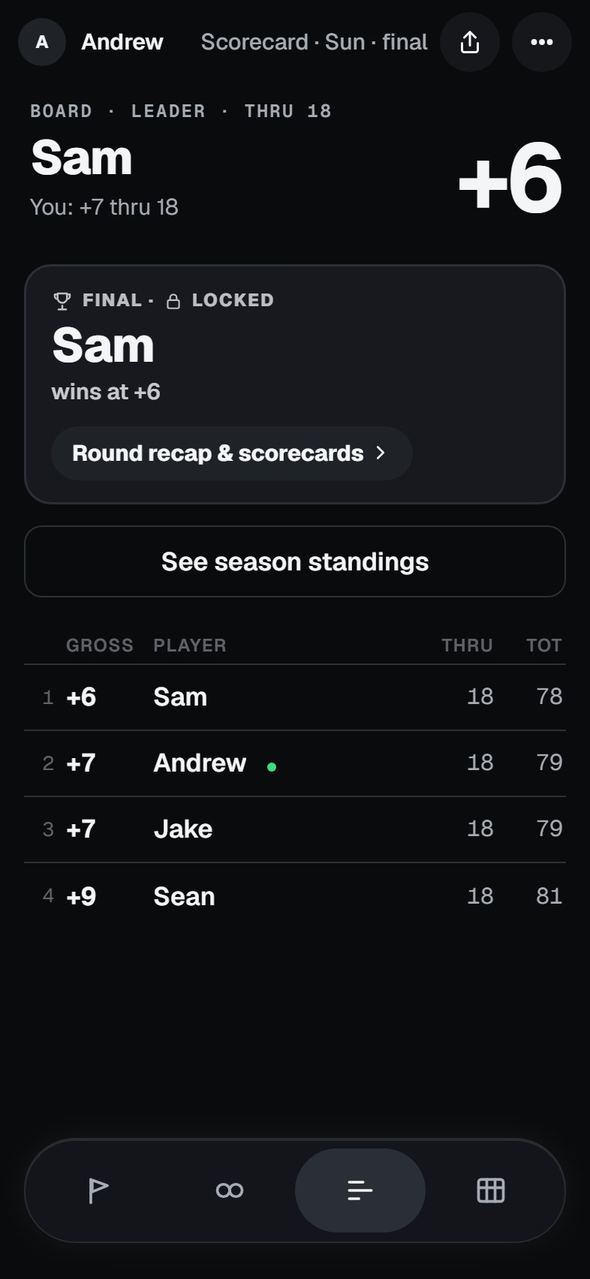 A Andrew Scorecard · Sun · final
BOARD · LEADER · THRU 18
Sam
+6
You: +7 thru 18
FINAL · LOCKED
Sam
wins at +6
Round recap & scorecards
See season standings
GROSS PLAYER THRU TOT
1 +6 Sam 18 78
2 +7 Andrew 18 79
3 +7 Jake 18 79
4 +9 Sean 18 81